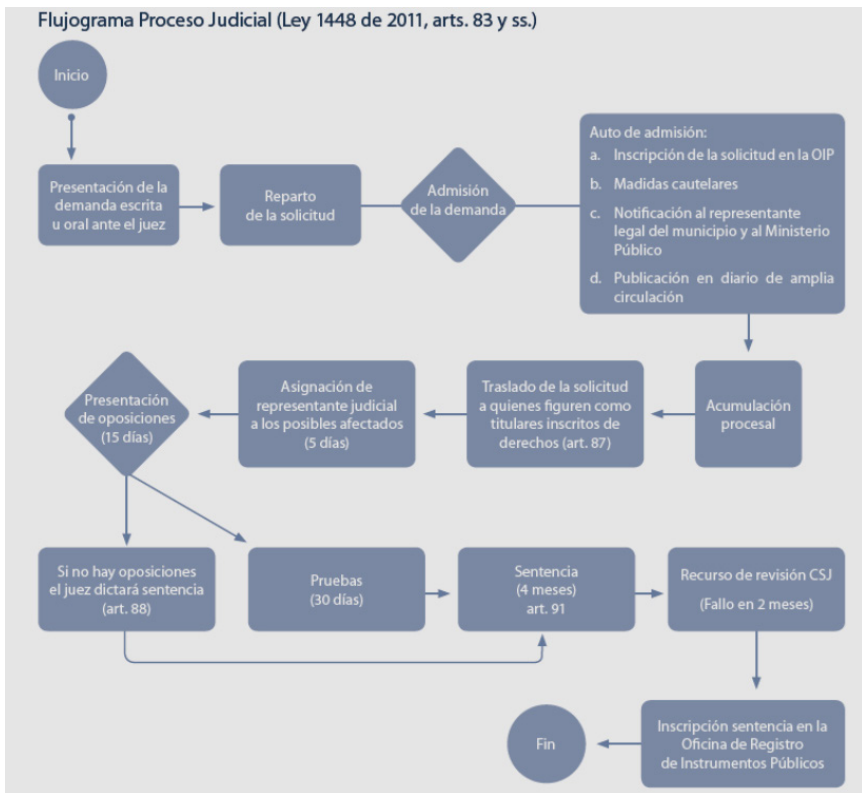 Flujograma Proceso Judicial (Ley 1448 de 2011, arts. 83 y ss.)
Inicio
Presentación de la
demanda escrita
u oral ante el juez
Reparto
de la solicitud
Admisión
de la demanda
Auto de admisión:
a. Inscripción de la solicitud en la OIP
b. Madidas cautelares
c. Notificación al representante
legal del municipio y al Ministerio
Público
d. Publicación en diario de amplia
circulación
Acumulación
procesal
Traslado de la solicitud
a quienes figuren como
titulares inscritos de
derechos (art. 87)
Asignación de
representante judicial
a los posibles afectados
(5 días)
Presentación
de oposiciones
(15 días)
Si no hay oposiciones
el juez dictará sentencia
(art. 88)
Pruebas
(30 días)
Sentencia
(4 meses)
art. 91
Recurso de revisión CSJ
(Fallo en 2 meses)
Inscripción sentencia en la
Oficina de Registro
de Instrumentos Públicos
Fin